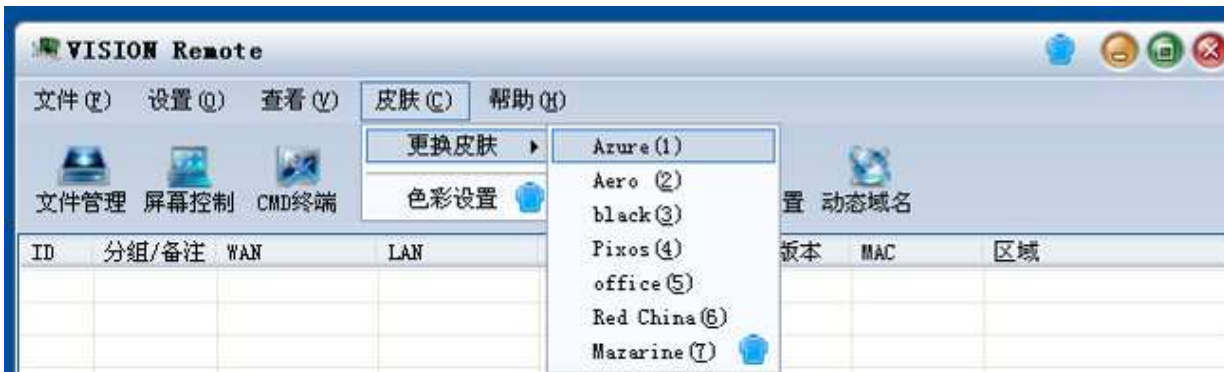 VISION Remote
文件(F) 设置(Q) 查看(V) 皮肤(C) 帮助(H)
更换皮肤 Azure(1)
Aero (2)
文件管理 屏幕控制 CMD终端 色彩设置 置 动态域名
black(3)
Pixos(4)
ID 分组/备注 WAN LAN 版本 MAC 区域
office(5)
Red China(6)
Mazarine(7)